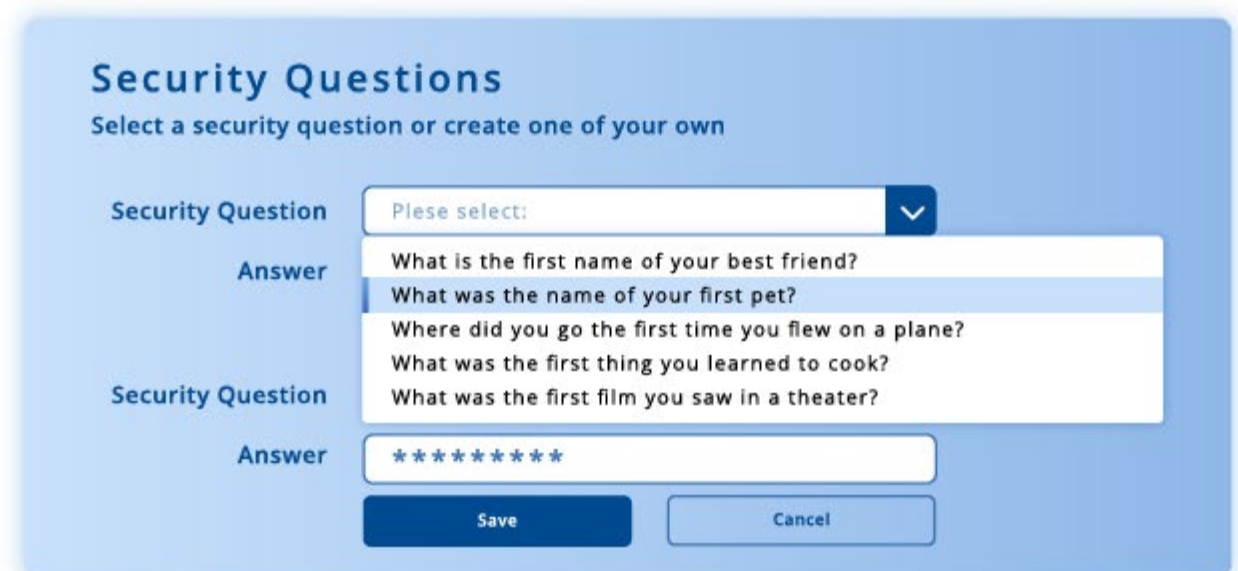 Security Questions
Select a security question or create one of your own
Security Question
Plese select:
Answer
What is the first name of your best friend?
What was the name of your first pet?
Where did you go the first time you flew on a plane?
What was the first thing you learned to cook?
Security Question
What was the first film you saw in a theater?
Answer
*********
Save
Cancel